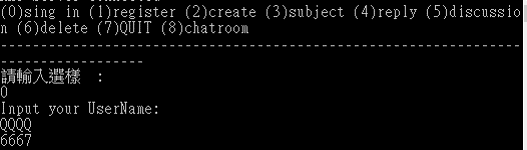 (0)sing in (1)register (2)create (3)subject (4)reply (5)discussio
n (6)delete (7)QUIT (8)chatroom
-----------------------------------------------------------------
------------------
請輸入選樣 :
0
Input your UserName:
QQQQ
6667